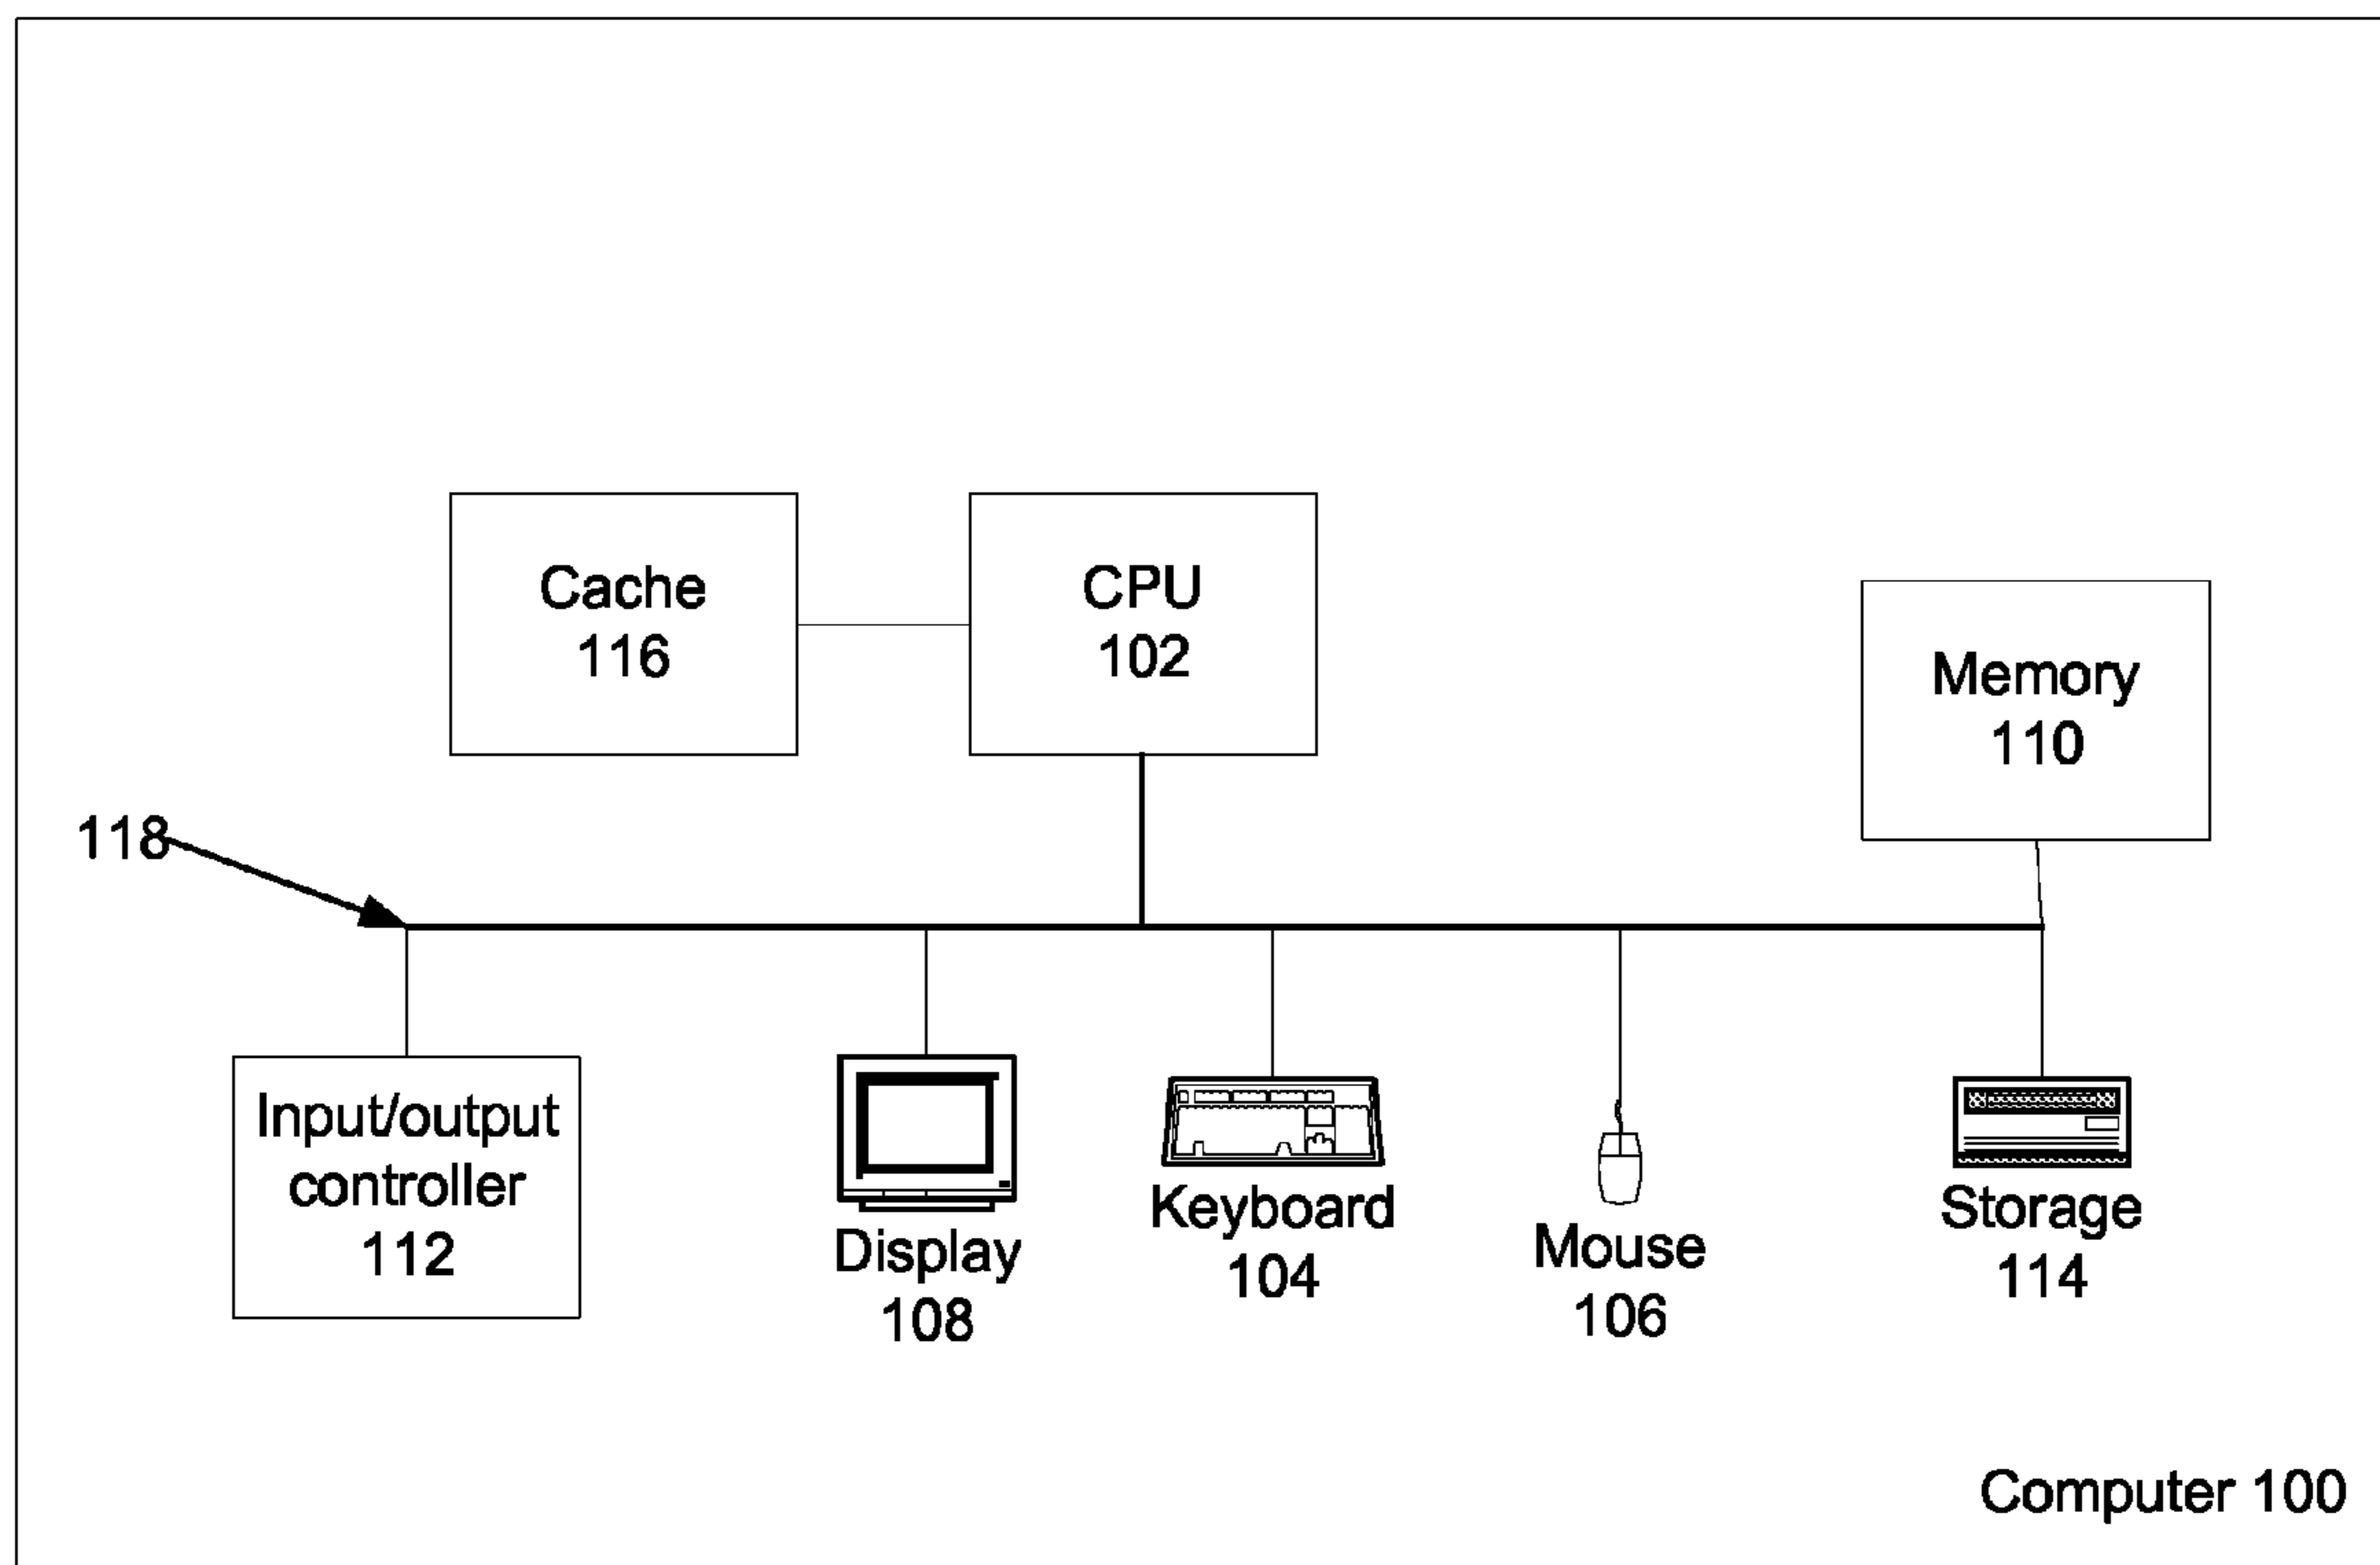 Cache
116
CPU
102
Memory
110
118
Input/output
controller
112
Display
108
Keyboard
104
Mouse
106
Storage
114
Computer 100